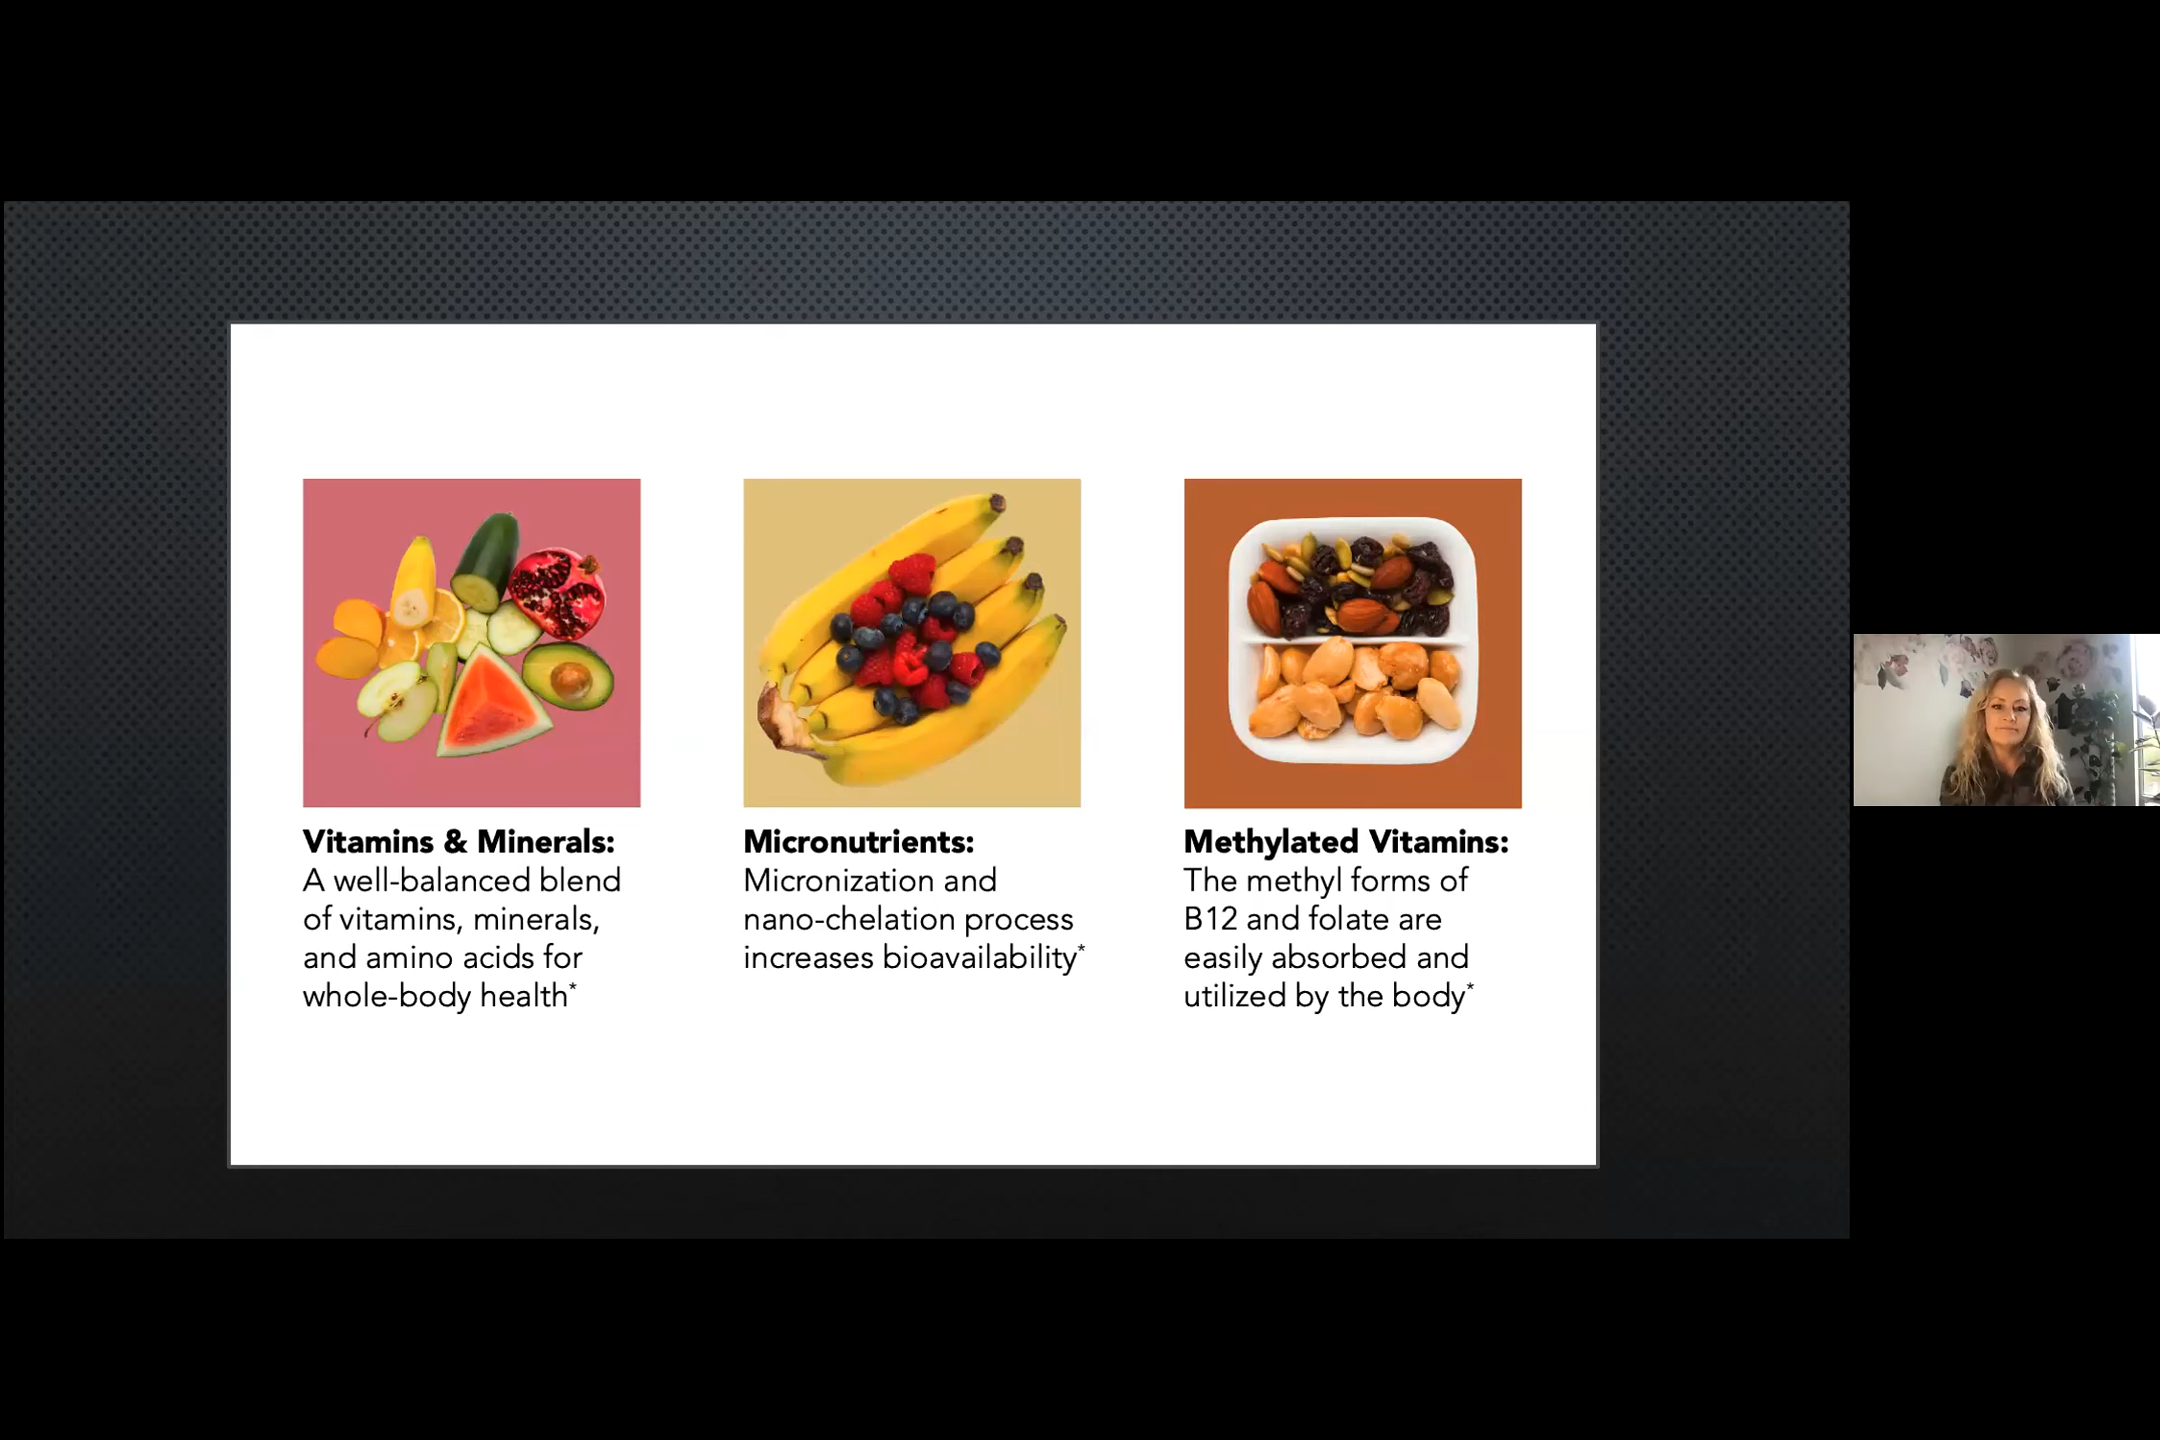 Vitamins & Minerals:
A well-balanced blend
of vitamins, minerals,
and amino acids for
whole-body health*
Micronutrients:
Micronization and
nano-chelation process
increases bioavailability*
Methylated Vitamins:
The methyl forms of
B12 and folate are
easily absorbed and
utilized by the body*